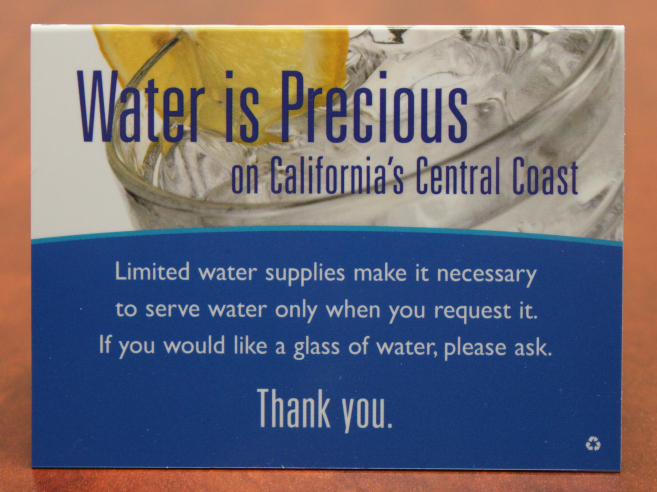 Water is Precious
on California's Central Coast
Limited water supplies make it necessary
to serve water only when you request it.
If you would like a glass of water, please ask.
Thank you.